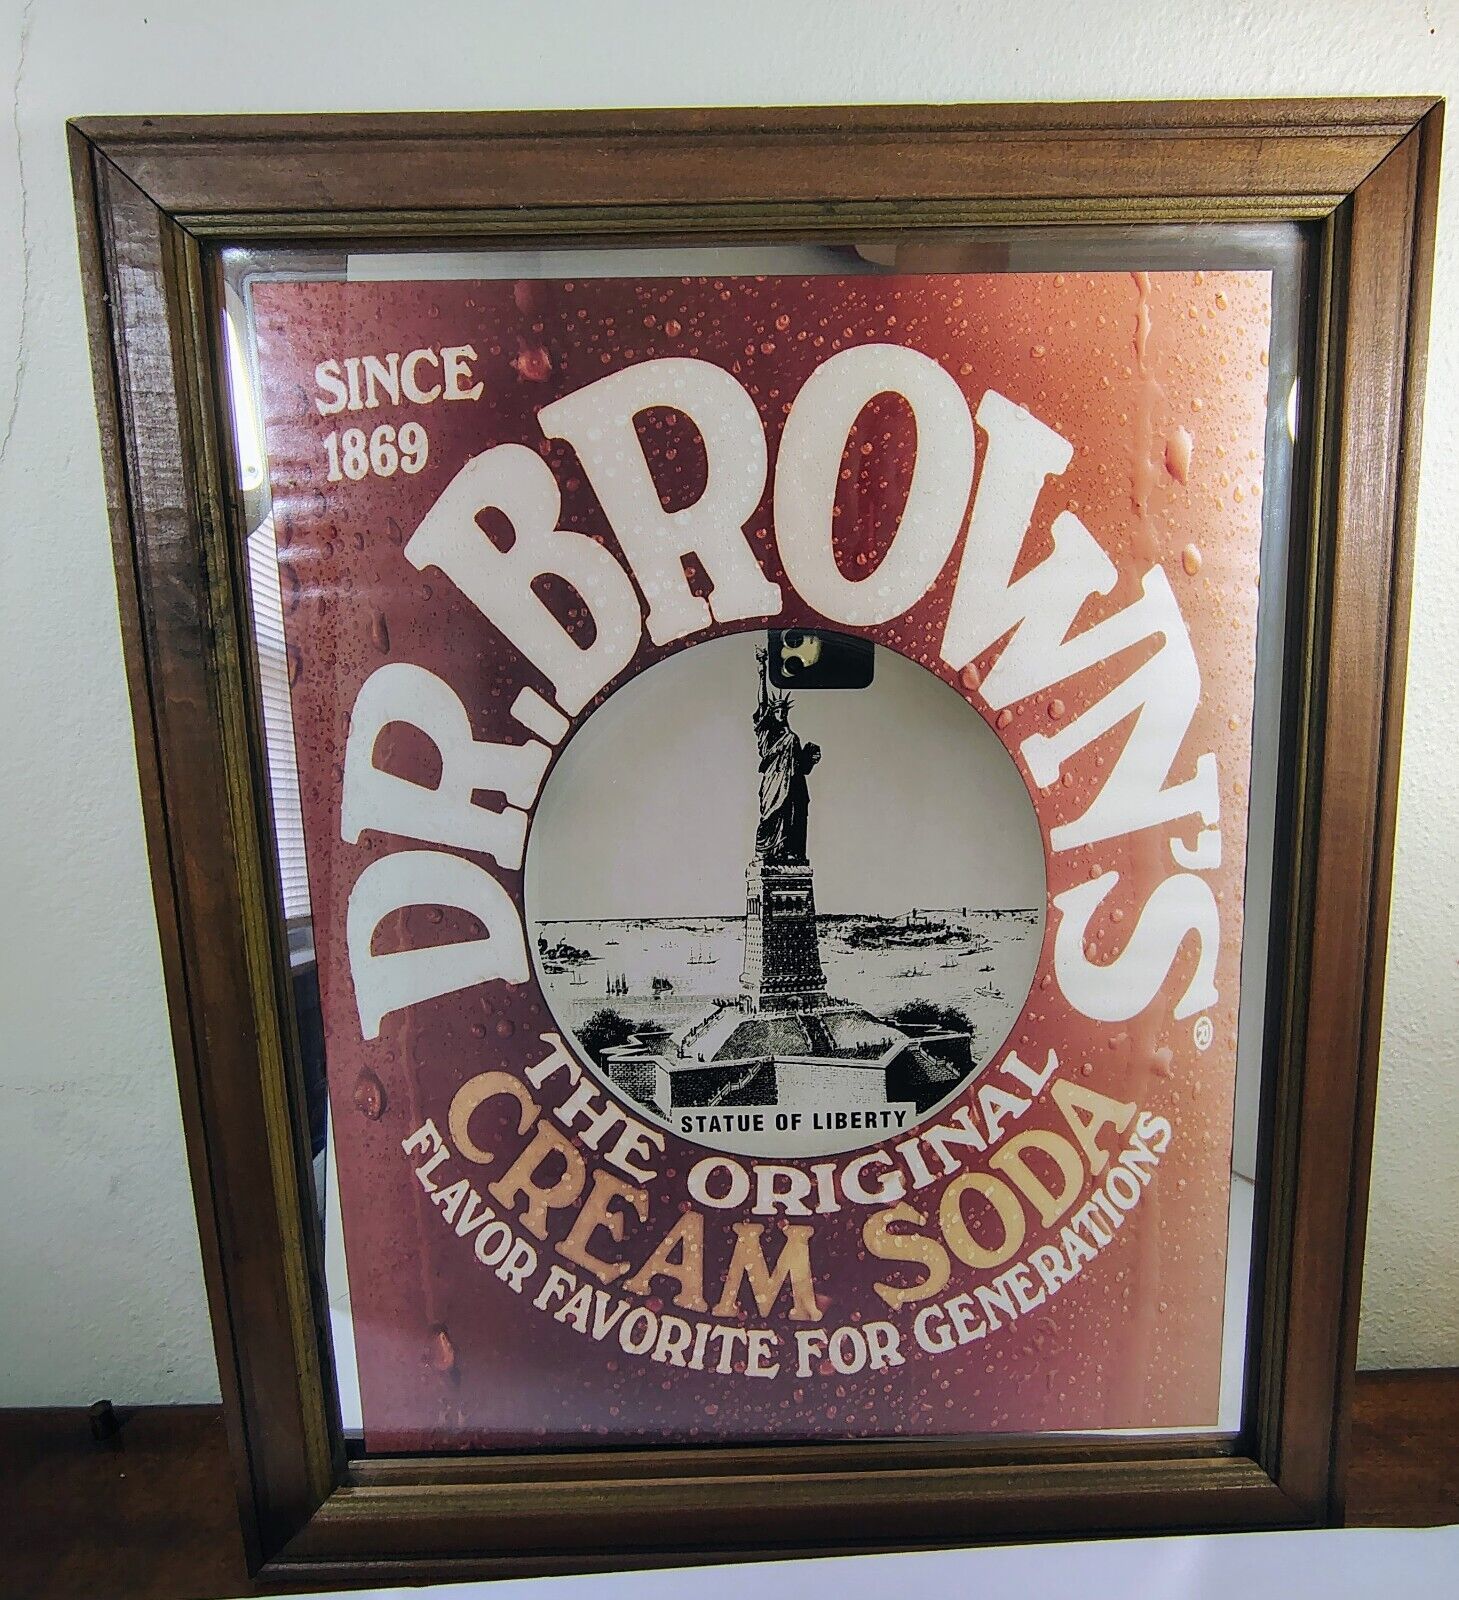 SINCE
1869
DR. BROWN'S®
STATUE OF LIBERTY
THE ORIGINAL
CREAM SODA
FLAVOR FAVORITE FOR GENERATIONS